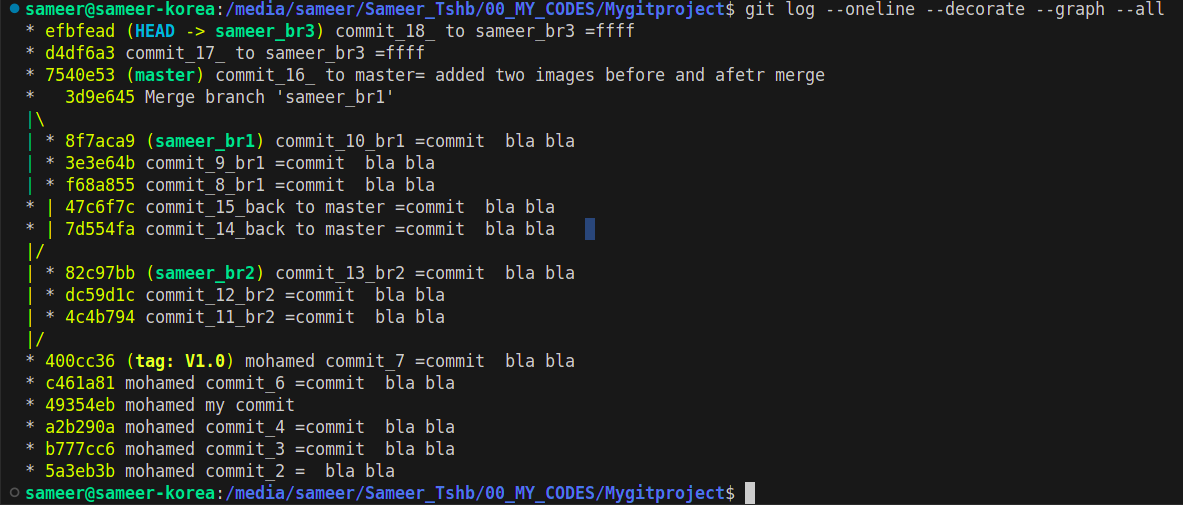 sameer@sameer-korea:/media/sameer/Sameer_Tshb/00_MY_CODES/Mygitproject$ git log --oneline --decorate --graph --all
* efbfead (HEAD -> sameer_br3) commit_18_ to sameer_br3 =ffff
* d4df6a3 commit_17_ to sameer_br3 =ffff
* 7540e53 (master) commit_16_ to master= added two images before and afetr merge
*   3d9e645 Merge branch 'sameer_br1'
|\
| * 8f7aca9 (sameer_br1) commit_10_br1 =commit  bla bla
| * 3e3e64b commit_9_br1 =commit  bla bla
| * f68a855 commit_8_br1 =commit  bla bla
* | 47c6f7c commit_15_back to master =commit  bla bla
* | 7d554fa commit_14_back to master =commit  bla bla
|/
| * 82c97bb (sameer_br2) commit_13_br2 =commit  bla bla
| * dc59d1c commit_12_br2 =commit  bla bla
| * 4c4b794 commit_11_br2 =commit  bla bla
|/
* 400cc36 (tag: V1.0) mohamed commit_7 =commit  bla bla
* c461a81 mohamed commit_6 =commit  bla bla
* 49354eb mohamed my commit
* a2b290a mohamed commit_4 =commit  bla bla
* b777cc6 mohamed commit_3 =commit  bla bla
* 5a3eb3b mohamed commit_2 =  bla bla
sameer@sameer-korea:/media/sameer/Sameer_Tshb/00_MY_CODES/Mygitproject$